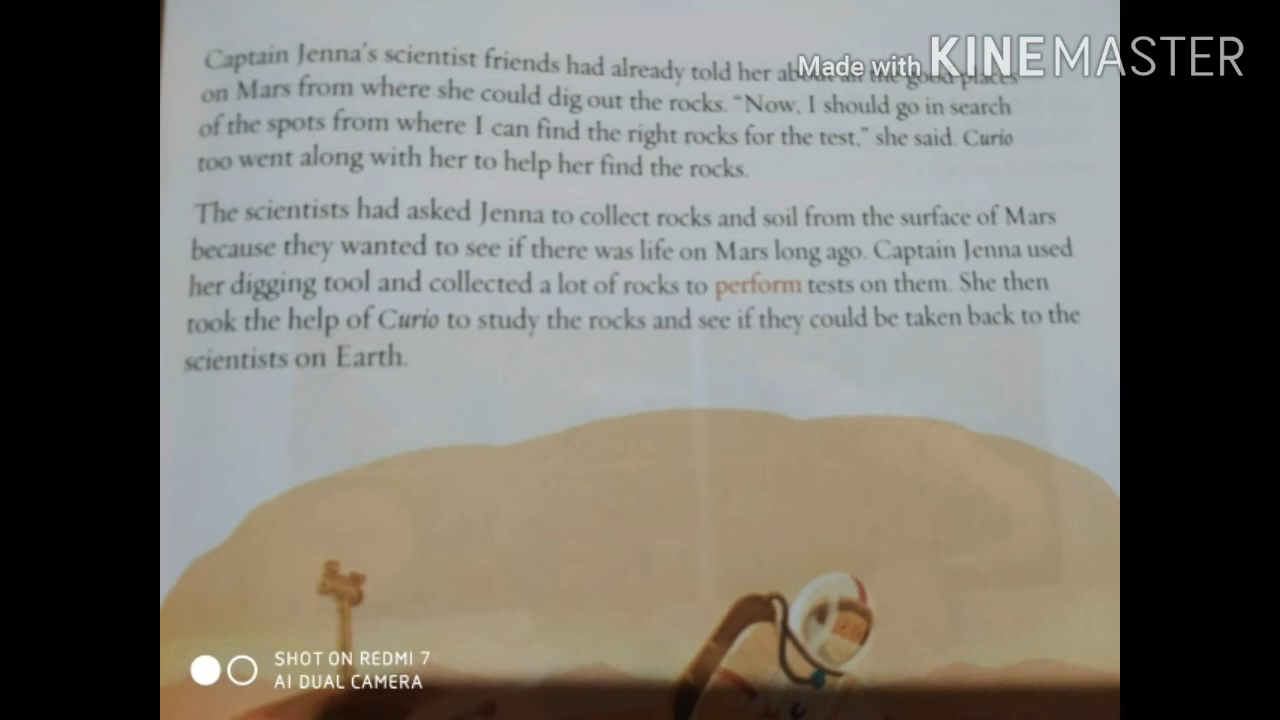 Made with KINEMASTER
Captain Jenna's scientist friends had already told her about all the good places
on Mars from where she could dig out the rocks. "Now, I should go in search
of the spots from where I can find the right rocks for the test," she said. Curio
too went along with her to help her find the rocks.
The scientists had asked Jenna to collect rocks and soil from the surface of Mars
because they wanted to see if there was life on Mars long ago. Captain Jenna used
her digging tool and collected a lot of rocks to perform tests on them. She then
took the help of Curio to study the rocks and see if they could be taken back to the
scientists on Earth.
SHOT ON REDMI 7
AI DUAL CAMERA